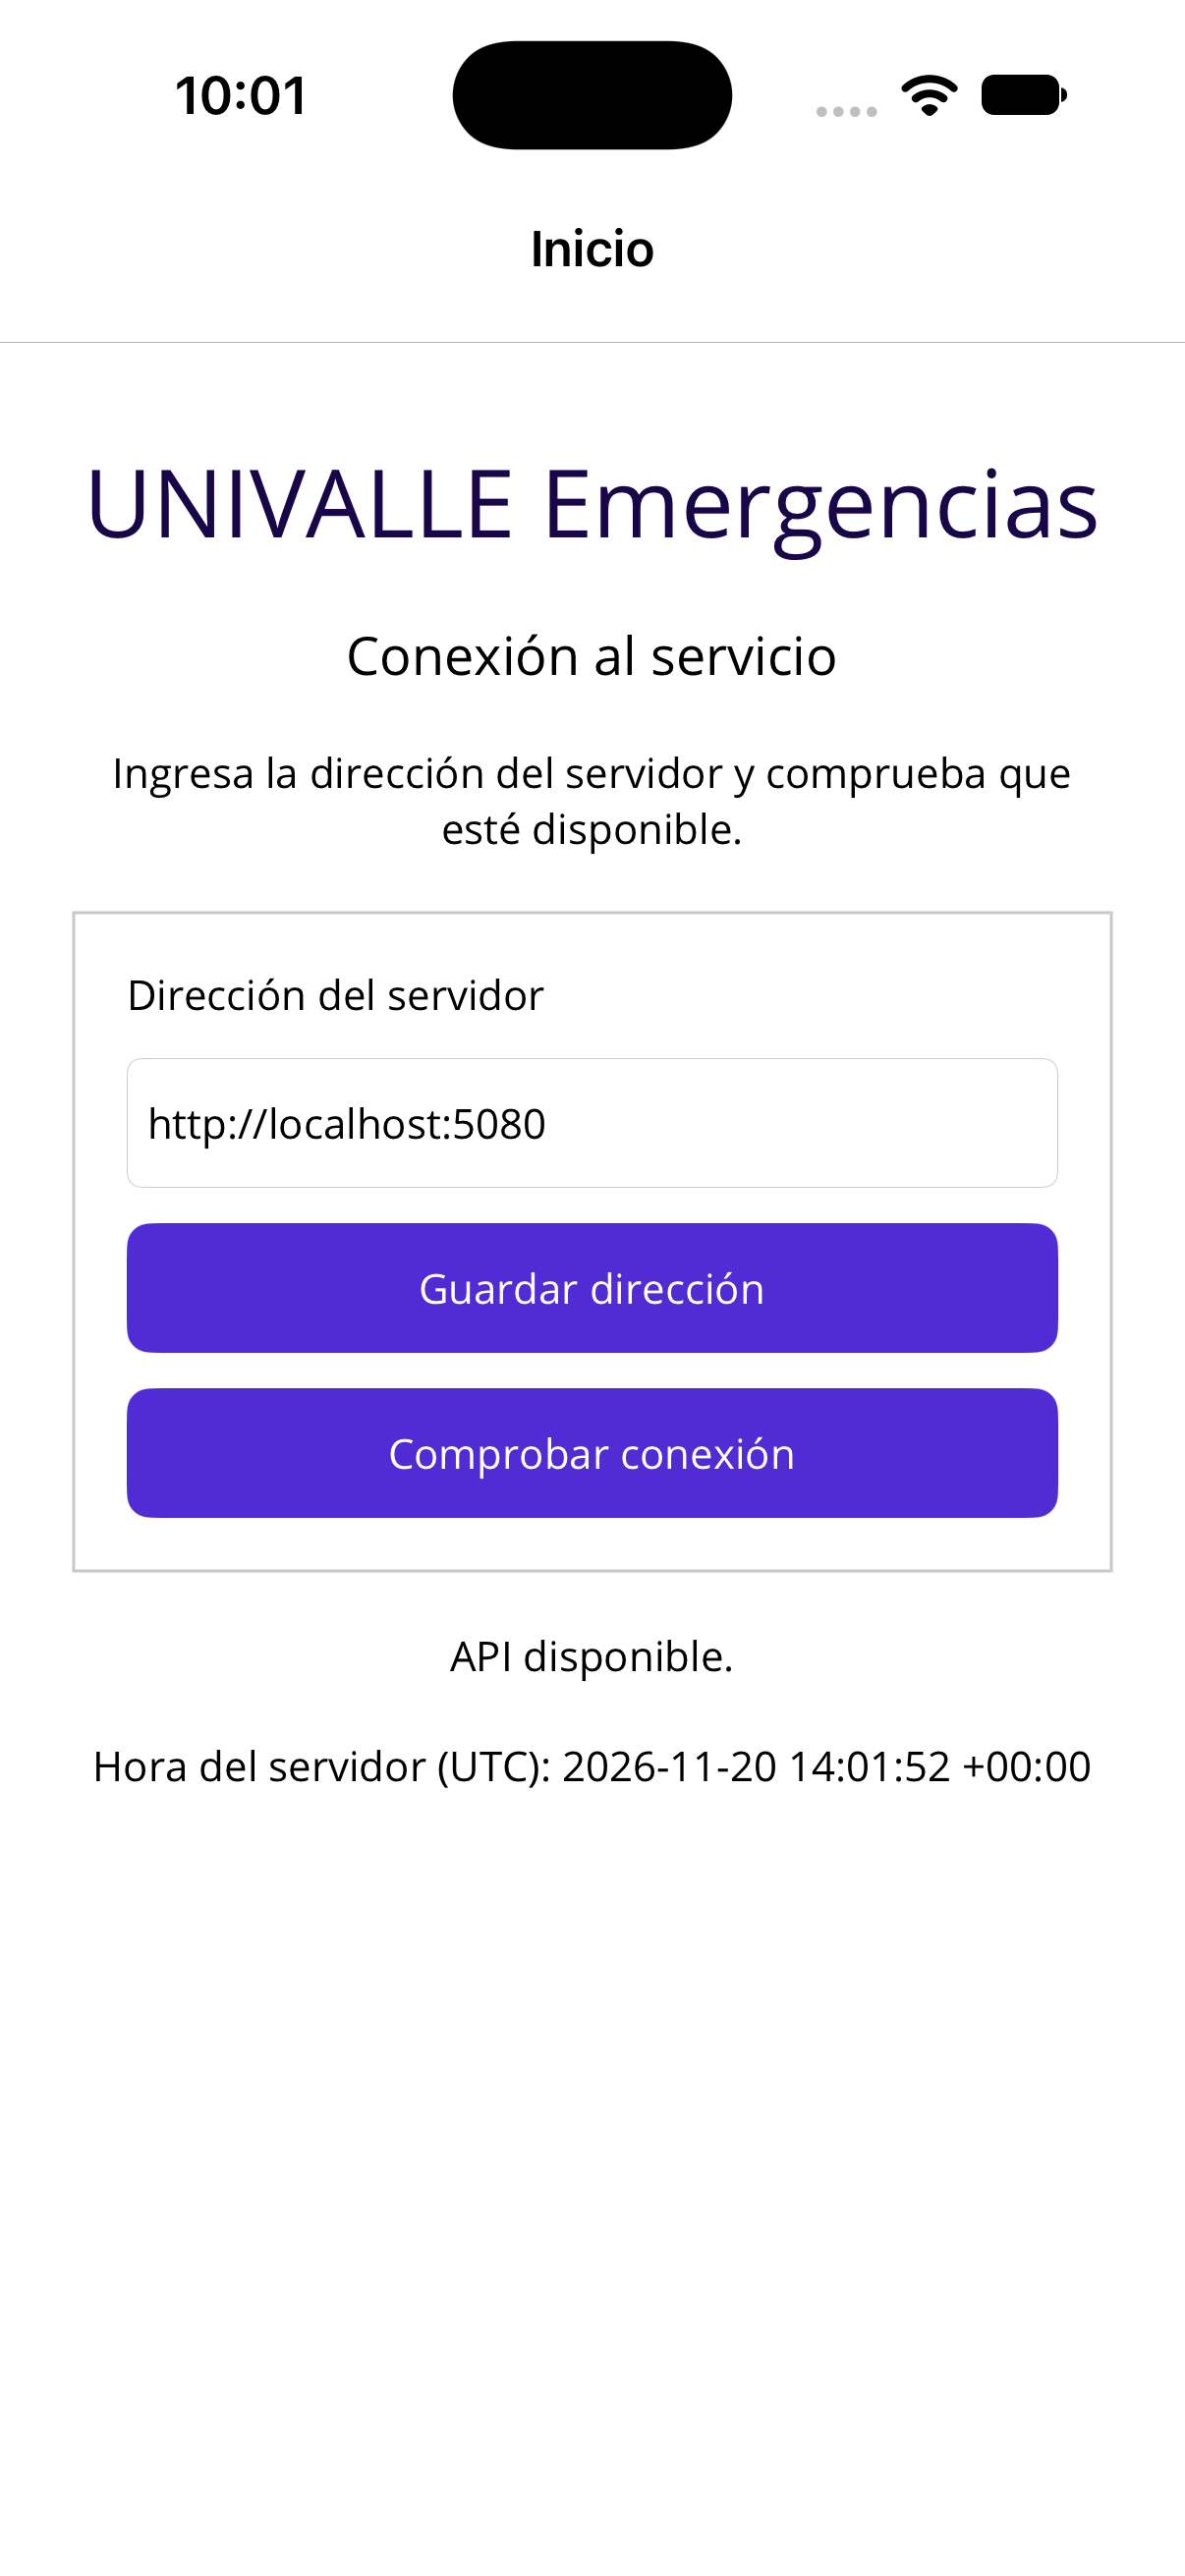 10:01
Inicio
UNIVALLE Emergencias
Conexión al servicio
Ingresa la dirección del servidor y comprueba que
esté disponible.
Dirección del servidor
http://localhost:5080
Guardar dirección
Comprobar conexión
API disponible.
Hora del servidor (UTC): 2026-11-20 14:01:52 +00:00